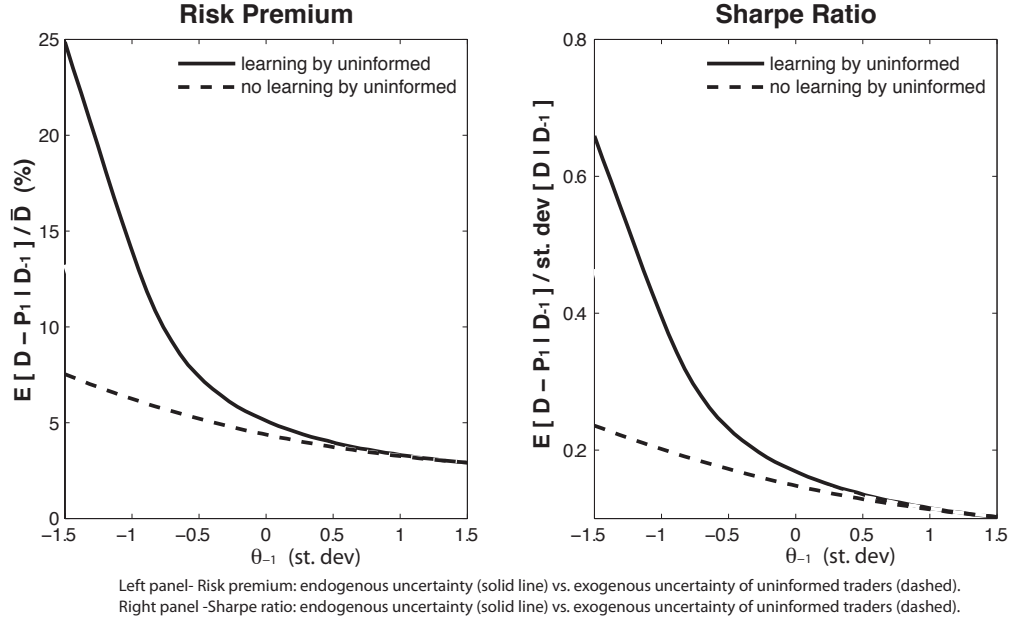 Risk Premium
25
20
15
10
5
0
−1.5
−1
−0.5
0
0.5
1
1.5
θ−1 (st. dev)
E [ D − P1 | D-1 ] / D̄ (%)
learning by uninformed
no learning by uninformed
Sharpe Ratio
0.8
0.6
0.4
0.2
−1.5
−1
−0.5
0
0.5
1
1.5
θ−1 (st. dev)
E [ D − P1 | D-1 ] / st. dev [ D | D-1 ]
learning by uninformed
no learning by uninformed
Left panel- Risk premium: endogenous uncertainty (solid line) vs. exogenous uncertainty of uninformed traders (dashed).
Right panel -Sharpe ratio: endogenous uncertainty (solid line) vs. exogenous uncertainty of uninformed traders (dashed).